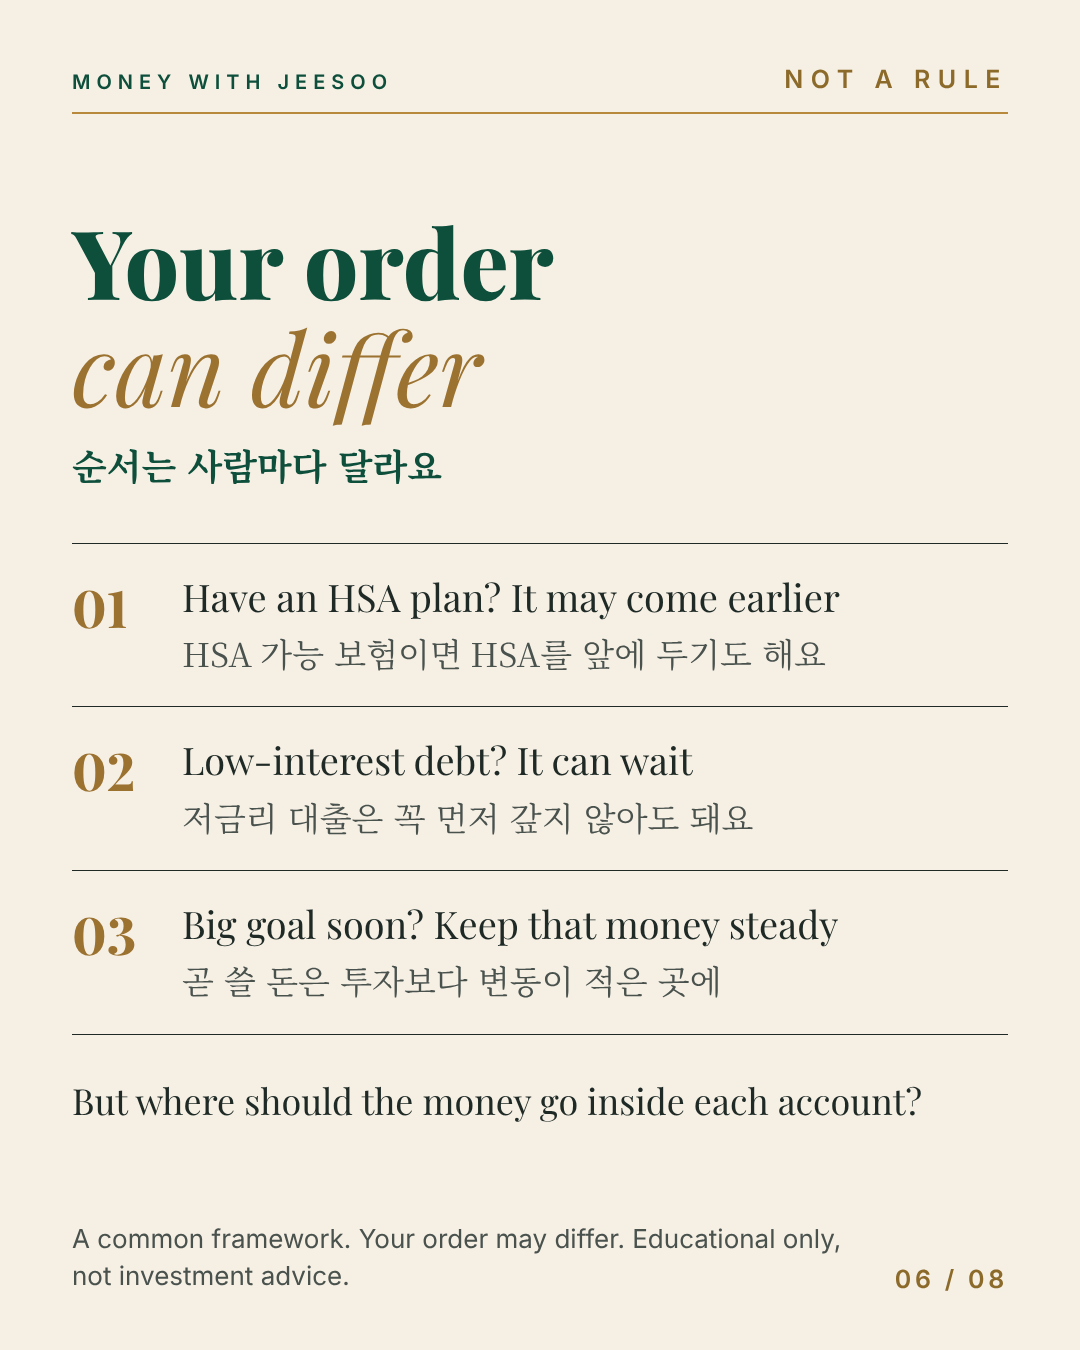 MONEY WITH JEESOO
NOT A RULE
Your order
can differ
순서는 사람마다 달라요
01
Have an HSA plan? It may come earlier
HSA 가능 보험이면 HSA를 앞에 두기도 해요
02
Low-interest debt? It can wait
저금리 대출은 꼭 먼저 갚지 않아도 돼요
03
Big goal soon? Keep that money steady
곧 쓸 돈은 투자보다 변동이 적은 곳에
But where should the money go inside each account?
A common framework. Your order may differ. Educational only,
not investment advice.
06 / 08